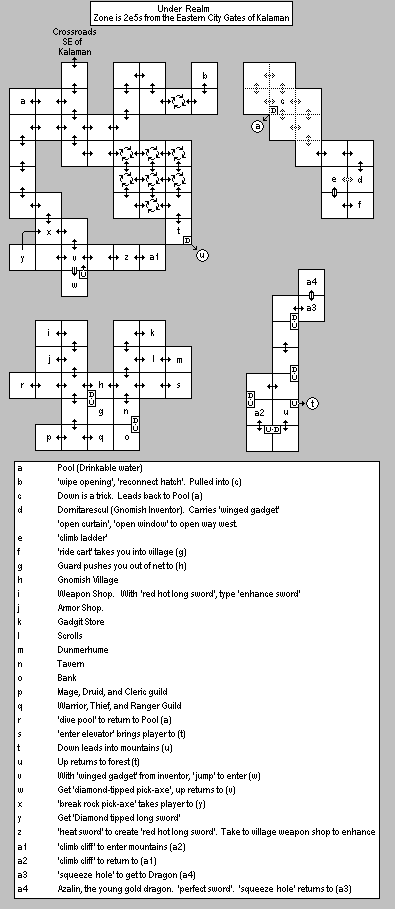 Under Realm
Zone is 2e5s from the Eastern City Gates of Kalaman
Crossroads
SE of
Kalaman
b
a
c
D
a
e
d
f
x
t
D
u
y
v
z
a1
U
w
a4
a3
D
U
i
k
j
l
m
r
h
s
D
U
g
n
D
U
p
q
o
D
U
D
U
a2
u
U
t
U
D
a Pool (Drinkable water)
b 'wipe opening', 'reconnect hatch'. Pulled into (c)
c Down is a trick. Leads back to Pool (a)
d Dornitarescul (Gnomish Inventor). Carries 'winged gadget'
'open curtain', 'open window' to open way west.
e 'climb ladder'
f 'ride cart' takes you into village (g)
g Guard pushes you out of net to (h)
h Gnomish Village
i Weapon Shop. With 'red hot long sword', type 'enhance sword'
j Armor Shop.
k Gadgit Store
l Scrolls
m Dunmerhume
n Tavern
o Bank
p Mage, Druid, and Cleric guild
q Warrior, Thief, and Ranger Guild
r 'dive pool' to return to Pool (a)
s 'enter elevator' brings player to (t)
t Down leads into mountains (u)
u Up returns to forest (t)
v With 'winged gadget' from inventor, 'jump' to enter (w)
w Get 'diamond-tipped pick-axe', up returns to (v)
x 'break rock pick-axe' takes player to (y)
y Get 'Diamond tipped long sword'
z 'heat sword' to create 'red hot long sword'. Take to village weapon shop to enhance
a1 'climb cliff' to enter mountains (a2)
a2 'climb cliff' to return to (a1)
a3 'squeeze hole' to get to Dragon (a4)
a4 Azalin, the young gold dragon. 'perfect sword'. 'squeeze hole' returns to (a3)